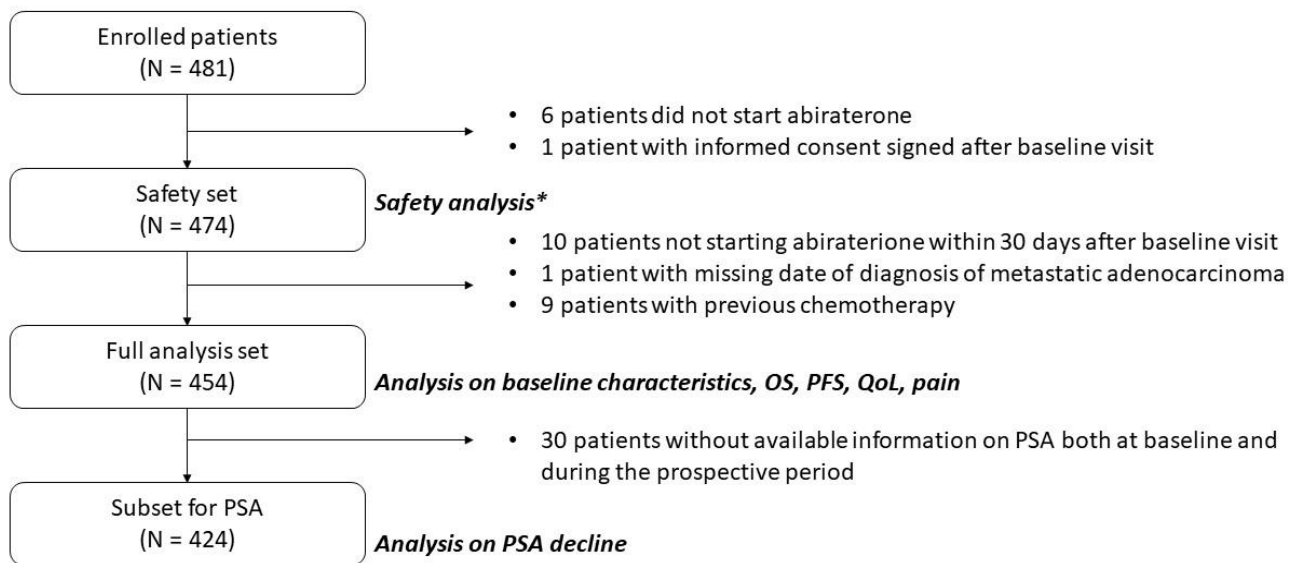 Enrolled patients
(N = 481)
• 6 patients did not start abiraterone
• 1 patient with informed consent signed after baseline visit
Safety set
(N = 474)
Safety analysis*
• 10 patients not starting abiraterione within 30 days after baseline visit
• 1 patient with missing date of diagnosis of metastatic adenocarcinoma
• 9 patients with previous chemotherapy
Full analysis set
(N = 454)
Analysis on baseline characteristics, OS, PFS, QoL, pain
• 30 patients without available information on PSA both at baseline and
during the prospective period
Subset for PSA
(N = 424)
Analysis on PSA decline